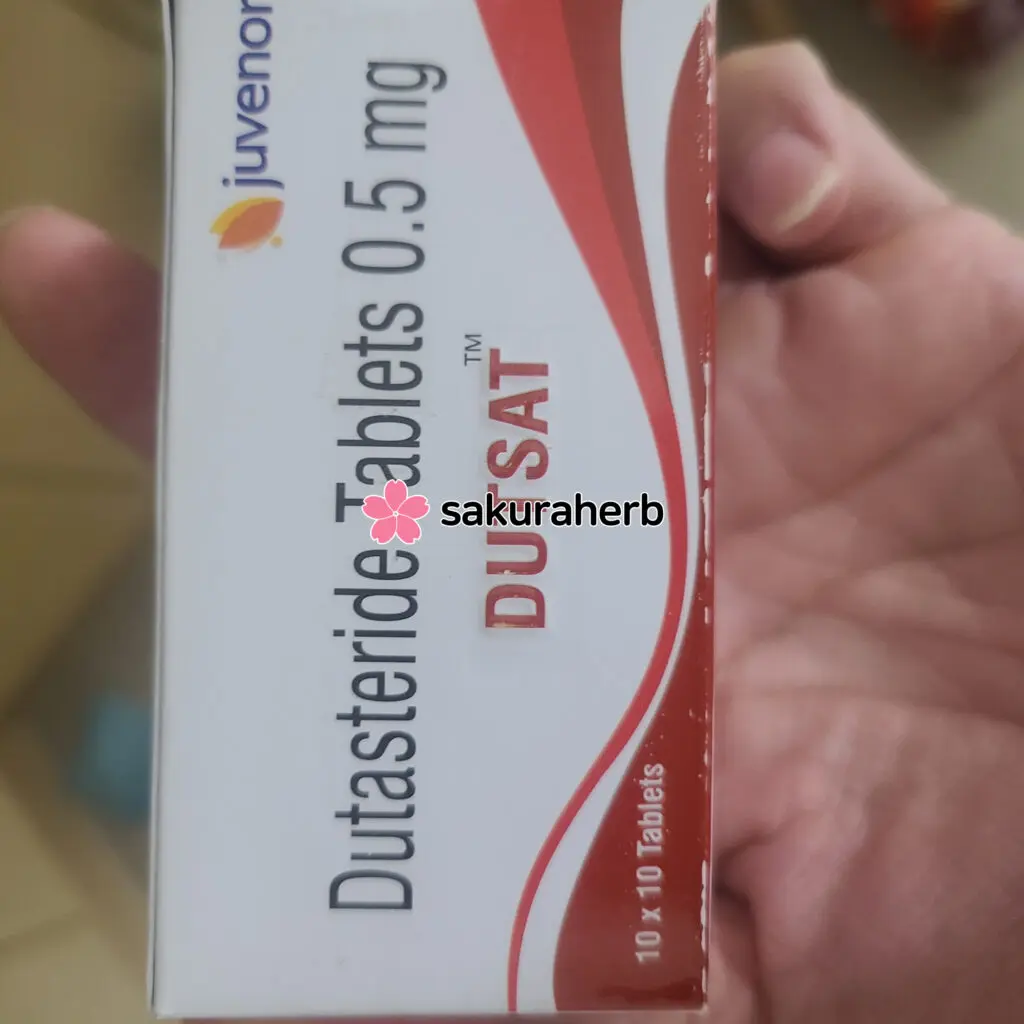 juvenor
Dutasteride Tablets 0.5 mg
DUTSAT™
sakuraherb
10 x 10 Tablets